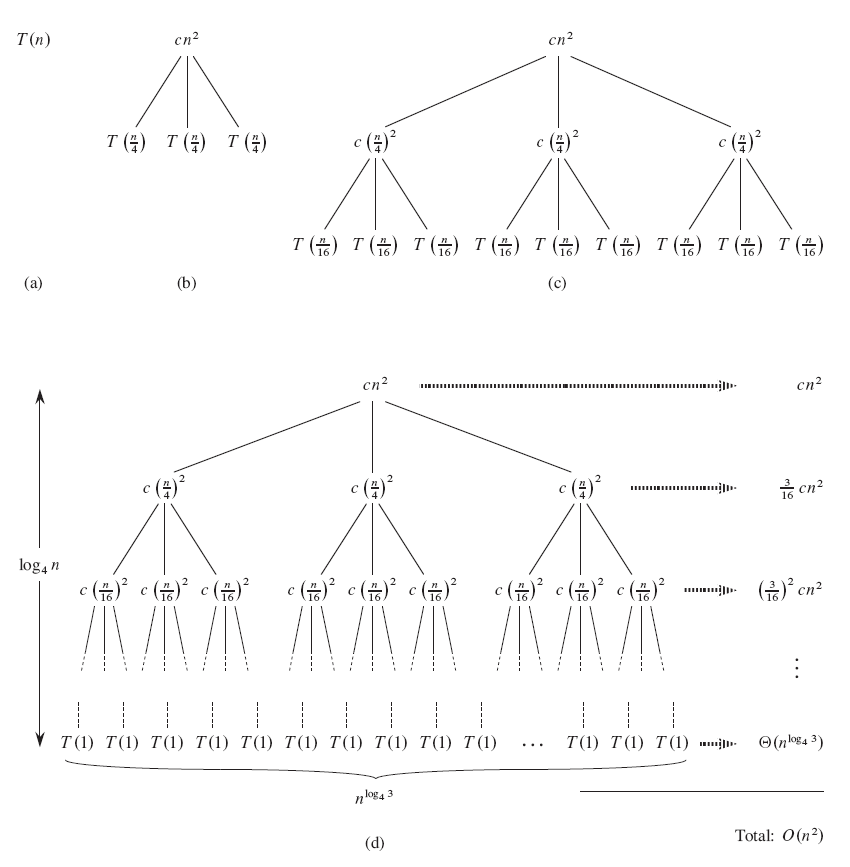 T(n) cn² cn²
T(n/4) T(n/4) T(n/4) c(n/4)² c(n/4)² c(n/4)²
T(n/16) T(n/16) T(n/16) T(n/16) T(n/16) T(n/16) T(n/16) T(n/16) T(n/16)
(a) (b) (c)
cn² cn²
c(n/4)² c(n/4)² c(n/4)² 3/16 cn²
log₄ n
c(n/16)² c(n/16)² c(n/16)² c(n/16)² c(n/16)² c(n/16)² c(n/16)² c(n/16)² c(n/16)² (3/16)² cn²
⋮
T(1) T(1) T(1) T(1) T(1) T(1) T(1) T(1) T(1) T(1) … T(1) T(1) T(1) Θ(n^{log₄ 3})
n^{log₄ 3}
Total: O(n²)
(d)